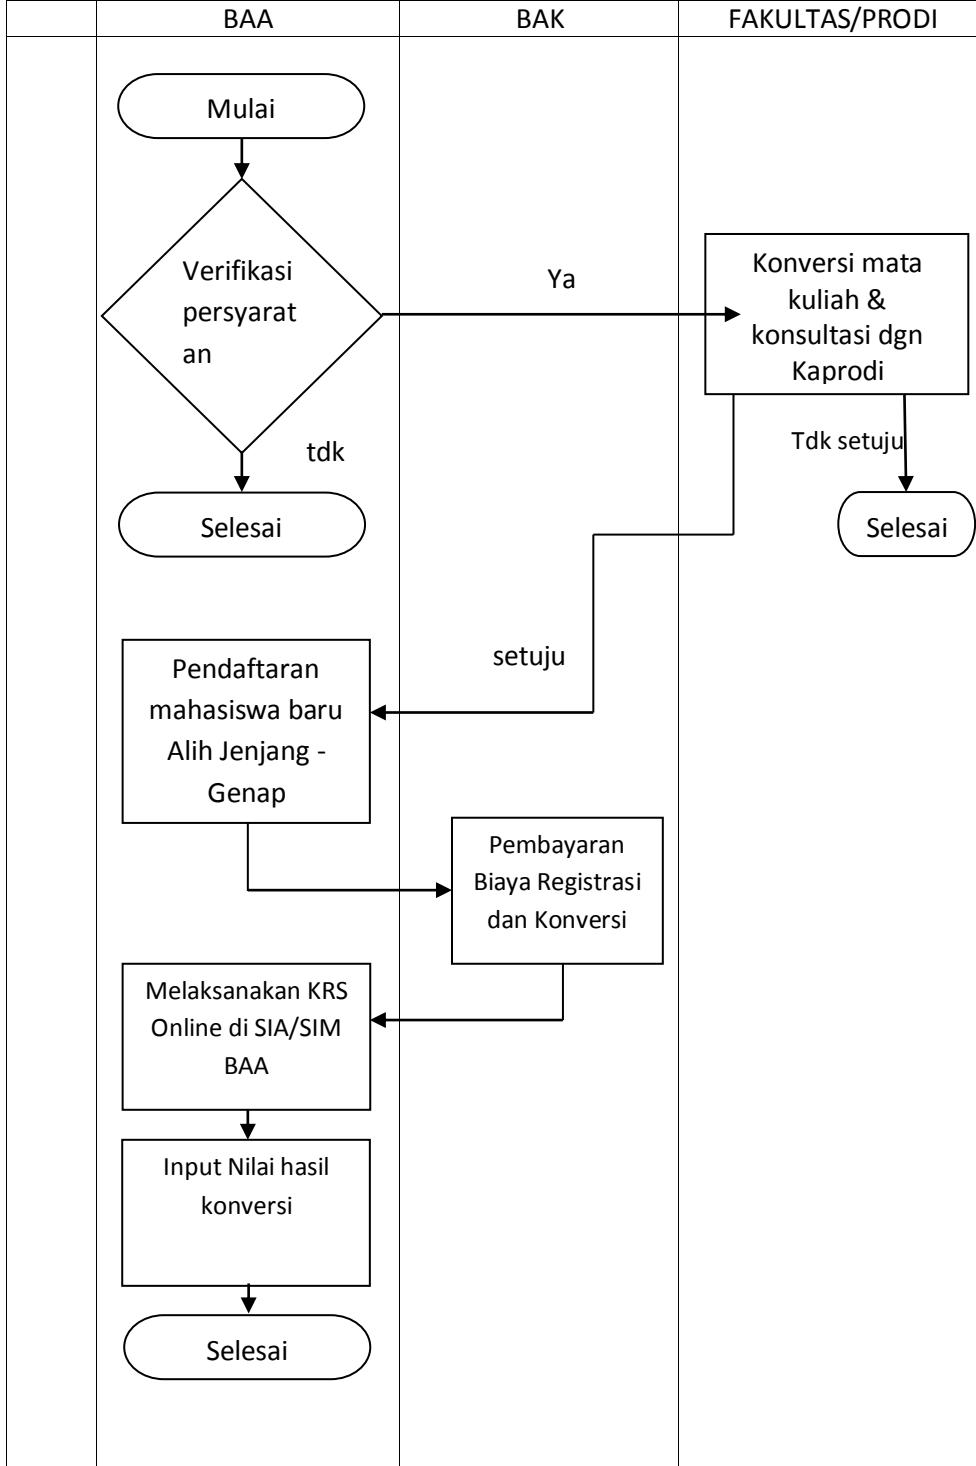 BAA
BAK
FAKULTAS/PRODI
Mulai
Verifikasi
persyarat
an
Ya
Konversi mata
kuliah &
konsultasi dgn
Kaprodi
tdk
Tdk setuju
Selesai
Selesai
setuju
Pendaftaran
mahasiswa baru
Alih Jenjang -
Genap
Pembayaran
Biaya Registrasi
dan Konversi
Melaksanakan KRS
Online di SIA/SIM
BAA
Input Nilai hasil
konversi
Selesai